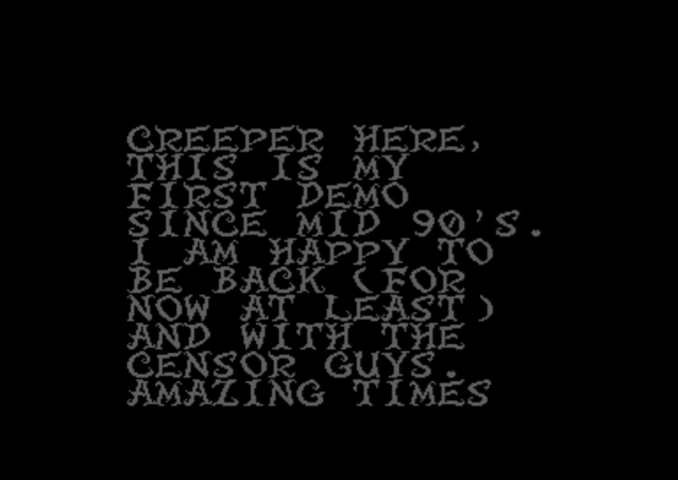 CREEPER HERE,
THIS IS MY
FIRST DEMO
SINCE MID 90'S.
I AM HAPPY TO
BE BACK (FOR
NOW AT LEAST)
AND WITH THE
CENSOR GUYS.
AMAZING TIMES